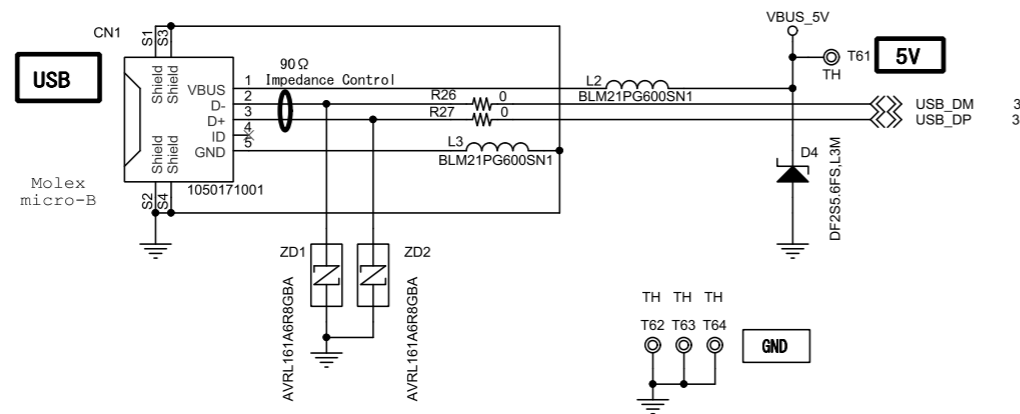 VBUS_5V
CN1
S1
S3
USB
90Ω
Impedance Control
T61
TH
5V
Shield
Shield
VBUS
1
L2
BLM21PG600SN1
D-
2
R26
0
USB_DM
3
D+
3
R27
0
USB_DP
3
ID
4
GND
5
L3
BLM21PG600SN1
D4
DF2S5.6FS,L3M
Shield
Shield
1050171001
Molex
micro-B
S2
S4
ZD1
AVRL161A6R8GBA
ZD2
AVRL161A6R8GBA
TH TH TH
T62 T63 T64
GND